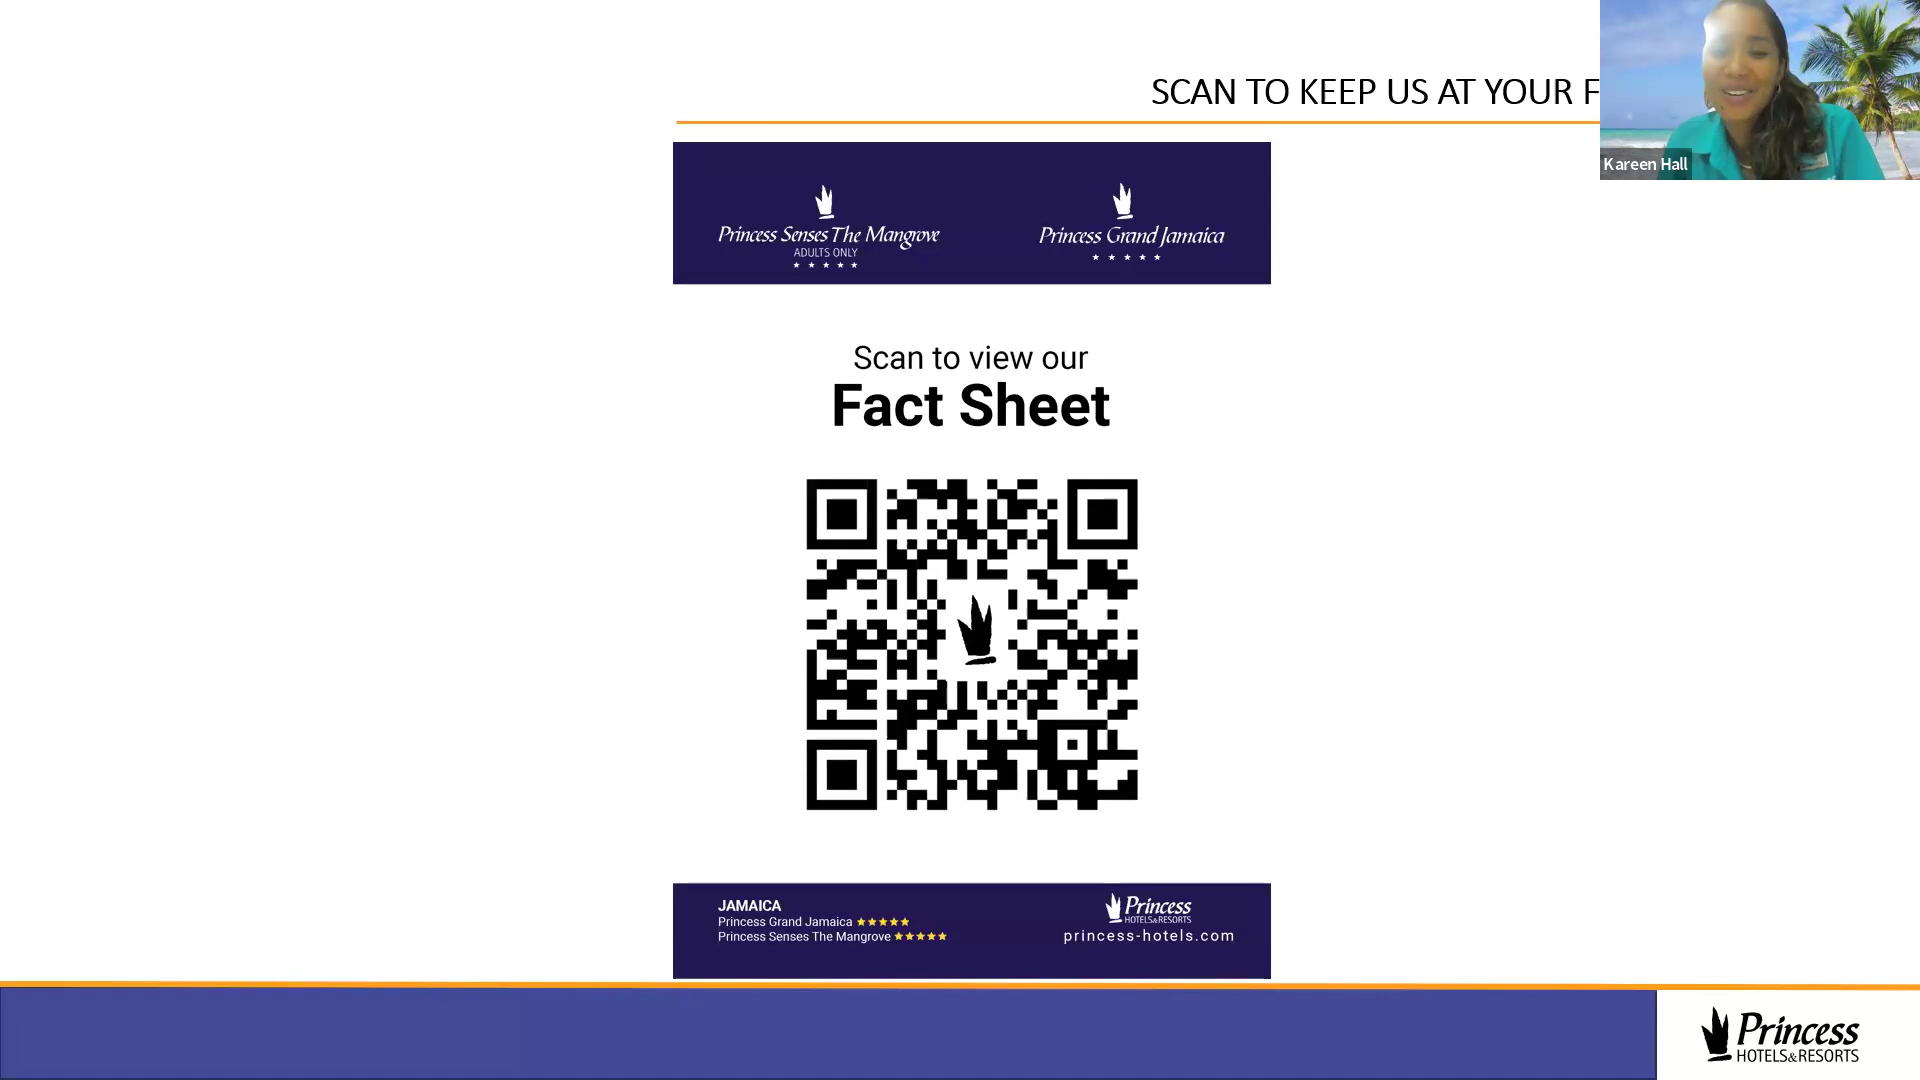 SCAN TO KEEP US AT YOUR F
Kareen Hall
Princess Senses The Mangrove
ADULTS ONLY
Princess Grand Jamaica
Scan to view our
Fact Sheet
JAMAICA
Princess Grand Jamaica
Princess Senses The Mangrove
Princess
HOTELS&RESORTS
princess-hotels.com
Princess
HOTELS&RESORTS